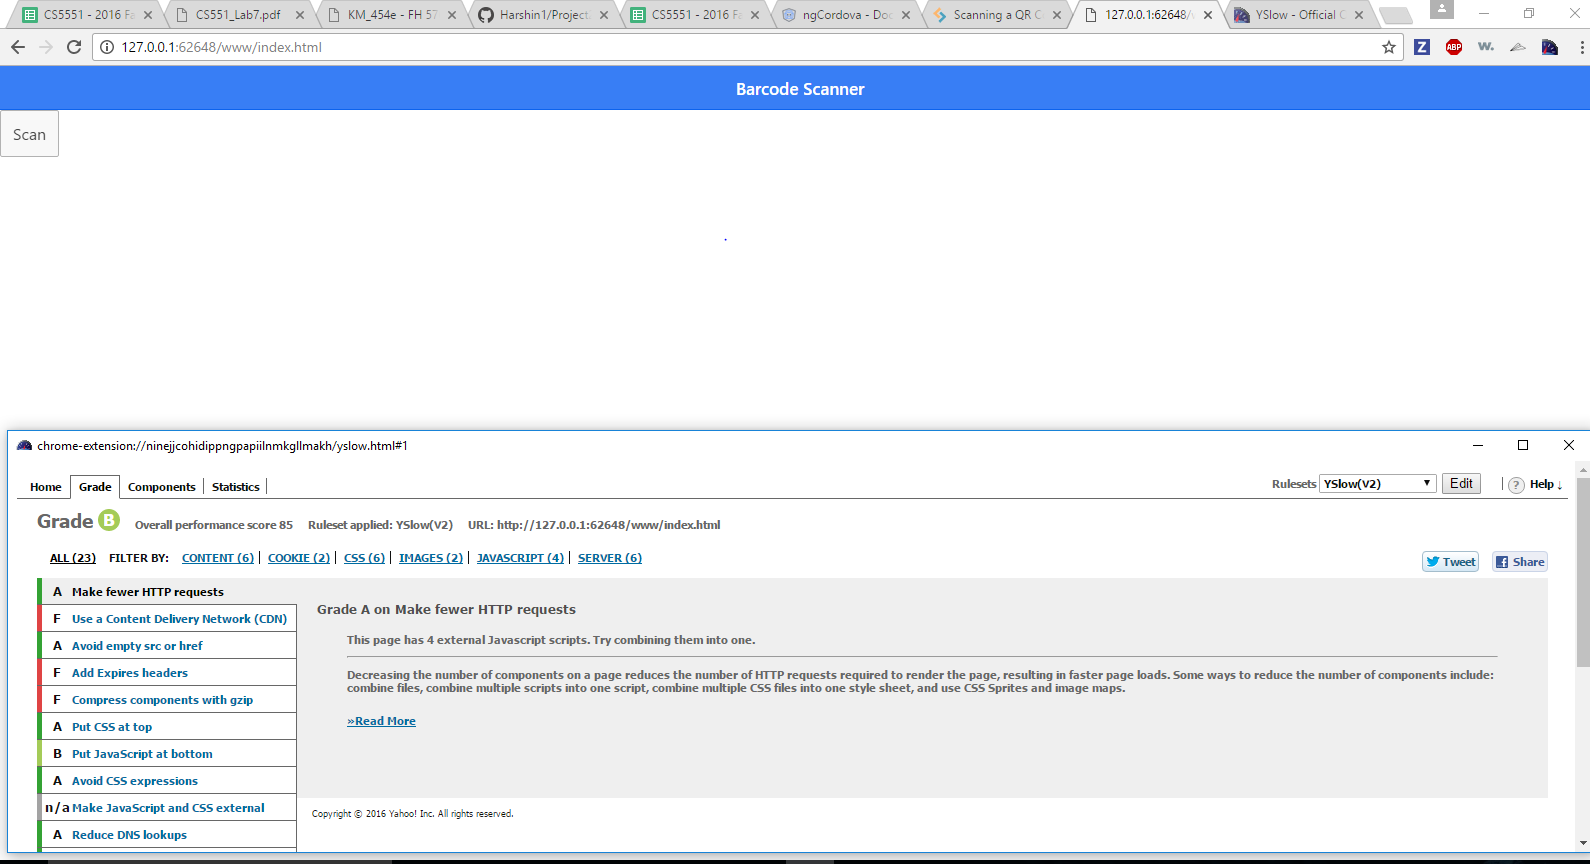 CS5551 - 2016 Fa
CS551_Lab7.pdf
KM_454e - FH 57
Harshin1/Project
CS5551 - 2016 Fa
ngCordova - Doc
Scanning a QR C
127.0.0.1:62648/
YSlow - Official C
127.0.0.1:62648/www/index.html
Z
ABP
w.
Barcode Scanner
Scan
chrome-extension://ninejjcohidippngpapiilnmkgllmakh/yslow.html#1
Home Grade Components Statistics
Rulesets YSlow(V2) Edit ? Help ↓
Grade B Overall performance score 85 Ruleset applied: YSlow(V2) URL: http://127.0.0.1:62648/www/index.html
ALL (23) FILTER BY: CONTENT (6) COOKIE (2) CSS (6) IMAGES (2) JAVASCRIPT (4) SERVER (6)
Tweet
Share
A Make fewer HTTP requests
F Use a Content Delivery Network (CDN)
A Avoid empty src or href
F Add Expires headers
F Compress components with gzip
A Put CSS at top
B Put JavaScript at bottom
A Avoid CSS expressions
n/a Make JavaScript and CSS external
A Reduce DNS lookups
Grade A on Make fewer HTTP requests
This page has 4 external Javascript scripts. Try combining them into one.
Decreasing the number of components on a page reduces the number of HTTP requests required to render the page, resulting in faster page loads. Some ways to reduce the number of components include:
combine files, combine multiple scripts into one script, combine multiple CSS files into one style sheet, and use CSS Sprites and image maps.
»Read More
Copyright © 2016 Yahoo! Inc. All rights reserved.